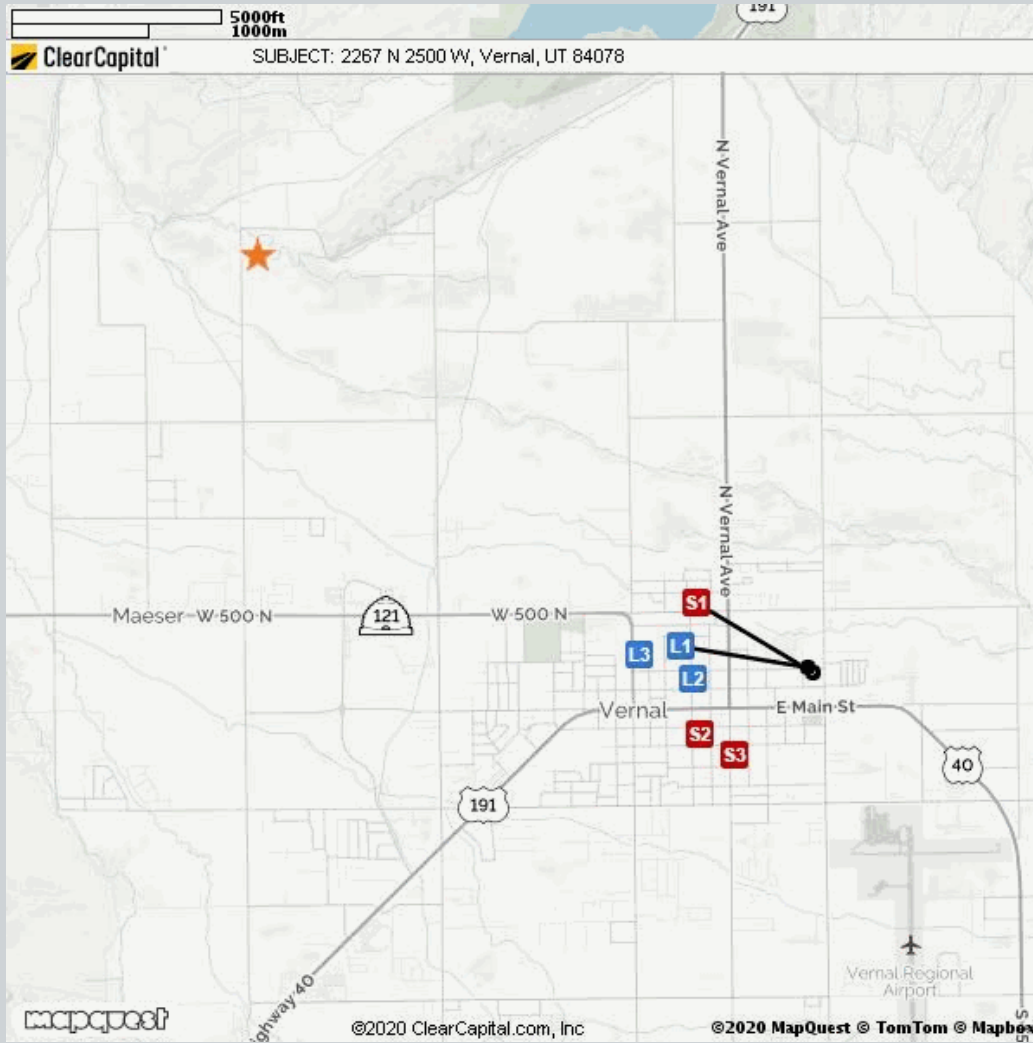 5000ft
1000m
191
ClearCapital
SUBJECT: 2267 N 2500 W, Vernal, UT 84078
N Vernal Ave
N Vernal Ave
S1
Maeser
W 500 N
121
W 500 N
L1
L3
L2
Vernal
E Main St
S2
S3
40
191
Vernal Regional
Airport
mapquest
©2020 ClearCapital.com, Inc
©2020 MapQuest © TomTom © Mapbox